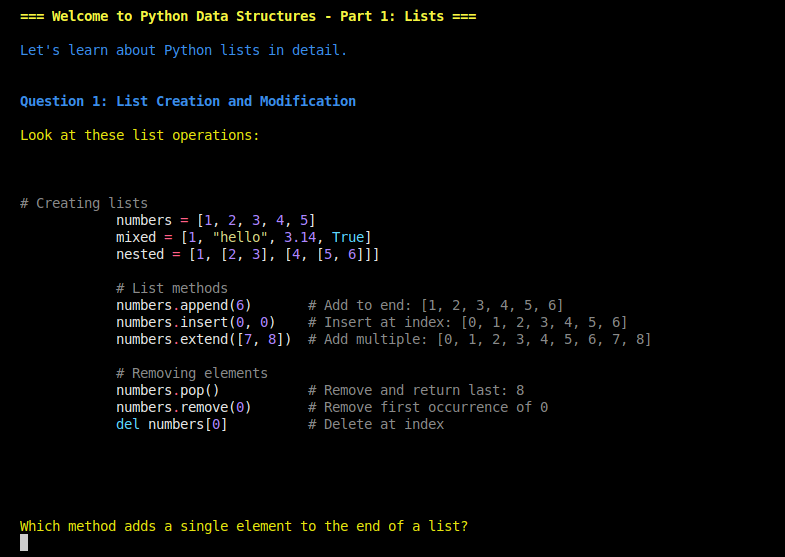 === Welcome to Python Data Structures - Part 1: Lists ===
Let's learn about Python lists in detail.
Question 1: List Creation and Modification
Look at these list operations:
# Creating lists
numbers = [1, 2, 3, 4, 5]
mixed = [1, "hello", 3.14, True]
nested = [1, [2, 3], [4, [5, 6]]]
# List methods
numbers.append(6)       # Add to end: [1, 2, 3, 4, 5, 6]
numbers.insert(0, 0)    # Insert at index: [0, 1, 2, 3, 4, 5, 6]
numbers.extend([7, 8])  # Add multiple: [0, 1, 2, 3, 4, 5, 6, 7, 8]
# Removing elements
numbers.pop()           # Remove and return last: 8
numbers.remove(0)       # Remove first occurrence of 0
del numbers[0]          # Delete at index
Which method adds a single element to the end of a list?